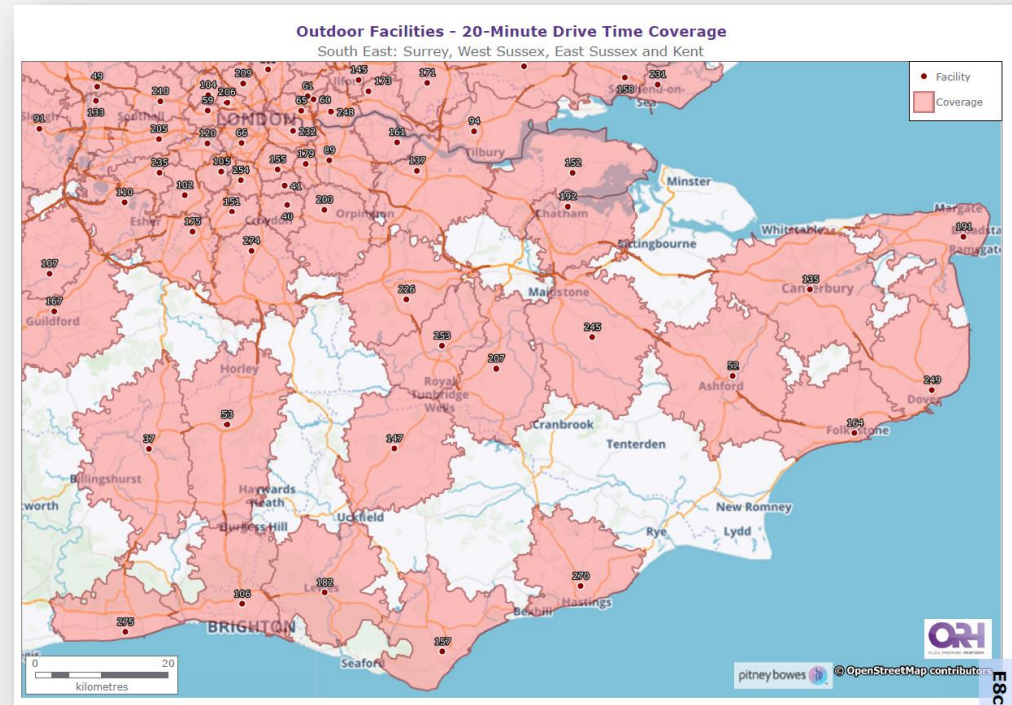 Outdoor Facilities - 20-Minute Drive Time Coverage
South East: Surrey, West Sussex, East Sussex and Kent
Facility
Coverage
49
104
209
61
145
173
171
158
231
210
206
59
65
60
248
133
Southall
LONDON
91
205
120
66
232
161
94
Tilbury
235
105
254
155
179
89
137
152
110
102
151
41
40
200
192
Minster
Esher
175
Croydon
Orpington
Chatham
274
Sittingbourne
Whitstable
Margate
191
107
226
Maidstone
135
Canterbury
167
Guildford
253
245
Horley
207
52
Ashford
249
Dover
Royal
Tunbridge
Wells
53
37
147
Cranbrook
Tenterden
164
Folkestone
Billingshurst
Haywards
Heath
Uckfield
Burgess Hill
New Romney
Rye
Lydd
182
Lewes
270
Hastings
Bexhill
106
BRIGHTON
275
157
Seaford
0 20
kilometres
ORH
pitney bowes
© OpenStreetMap contributors
E8c